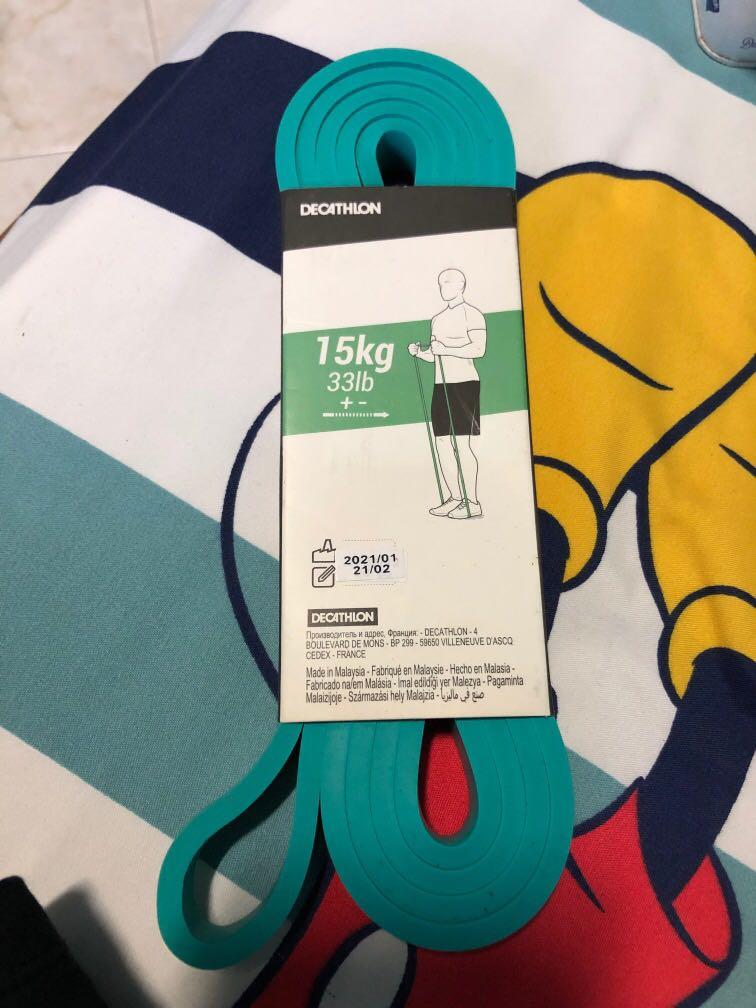 DECATHLON
15kg
33lb
+ -
2021/01
21/02
DECATHLON
Производитель и адрес, Франция: - DECATHLON - 4
BOULEVARD DE MONS - BP 299 - 59650 VILLENEUVE D'ASCQ
CEDEX - FRANCE
Made in Malaysia - Fabriqué en Malaysie - Hecho en Malasia -
Fabricado na/em Malásia - İmal edildiği yer Malezya - Pagaminta
Malaizijoje - Származási hely Malajzia - صنع في ماليزيا